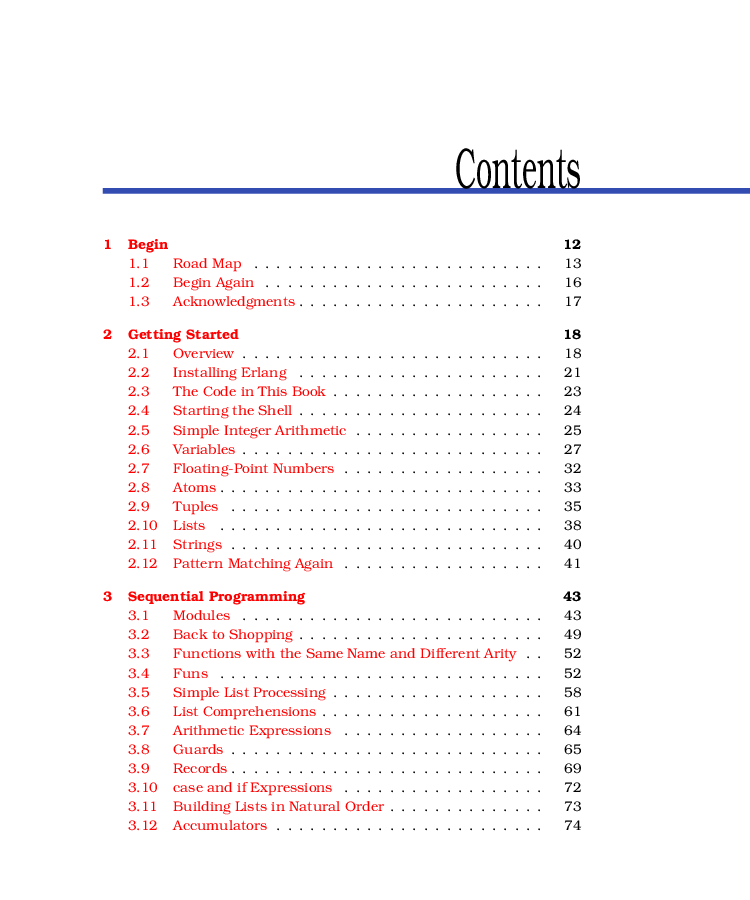 Contents
1 Begin 12
1.1 Road Map . . . . . . . . . . . . . . . . . . . . . . . . . . 13
1.2 Begin Again . . . . . . . . . . . . . . . . . . . . . . . . . 16
1.3 Acknowledgments . . . . . . . . . . . . . . . . . . . . . . 17
2 Getting Started 18
2.1 Overview . . . . . . . . . . . . . . . . . . . . . . . . . . . 18
2.2 Installing Erlang . . . . . . . . . . . . . . . . . . . . . . 21
2.3 The Code in This Book . . . . . . . . . . . . . . . . . . . 23
2.4 Starting the Shell . . . . . . . . . . . . . . . . . . . . . . 24
2.5 Simple Integer Arithmetic . . . . . . . . . . . . . . . . . 25
2.6 Variables . . . . . . . . . . . . . . . . . . . . . . . . . . . 27
2.7 Floating-Point Numbers . . . . . . . . . . . . . . . . . . 32
2.8 Atoms . . . . . . . . . . . . . . . . . . . . . . . . . . . . . 33
2.9 Tuples . . . . . . . . . . . . . . . . . . . . . . . . . . . . 35
2.10 Lists . . . . . . . . . . . . . . . . . . . . . . . . . . . . . 38
2.11 Strings . . . . . . . . . . . . . . . . . . . . . . . . . . . . 40
2.12 Pattern Matching Again . . . . . . . . . . . . . . . . . . 41
3 Sequential Programming 43
3.1 Modules . . . . . . . . . . . . . . . . . . . . . . . . . . . 43
3.2 Back to Shopping . . . . . . . . . . . . . . . . . . . . . . 49
3.3 Functions with the Same Name and Different Arity . . 52
3.4 Funs . . . . . . . . . . . . . . . . . . . . . . . . . . . . . 52
3.5 Simple List Processing . . . . . . . . . . . . . . . . . . . 58
3.6 List Comprehensions . . . . . . . . . . . . . . . . . . . . 61
3.7 Arithmetic Expressions . . . . . . . . . . . . . . . . . . 64
3.8 Guards . . . . . . . . . . . . . . . . . . . . . . . . . . . . 65
3.9 Records . . . . . . . . . . . . . . . . . . . . . . . . . . . . 69
3.10 case and if Expressions . . . . . . . . . . . . . . . . . . 72
3.11 Building Lists in Natural Order . . . . . . . . . . . . . . 73
3.12 Accumulators . . . . . . . . . . . . . . . . . . . . . . . . 74